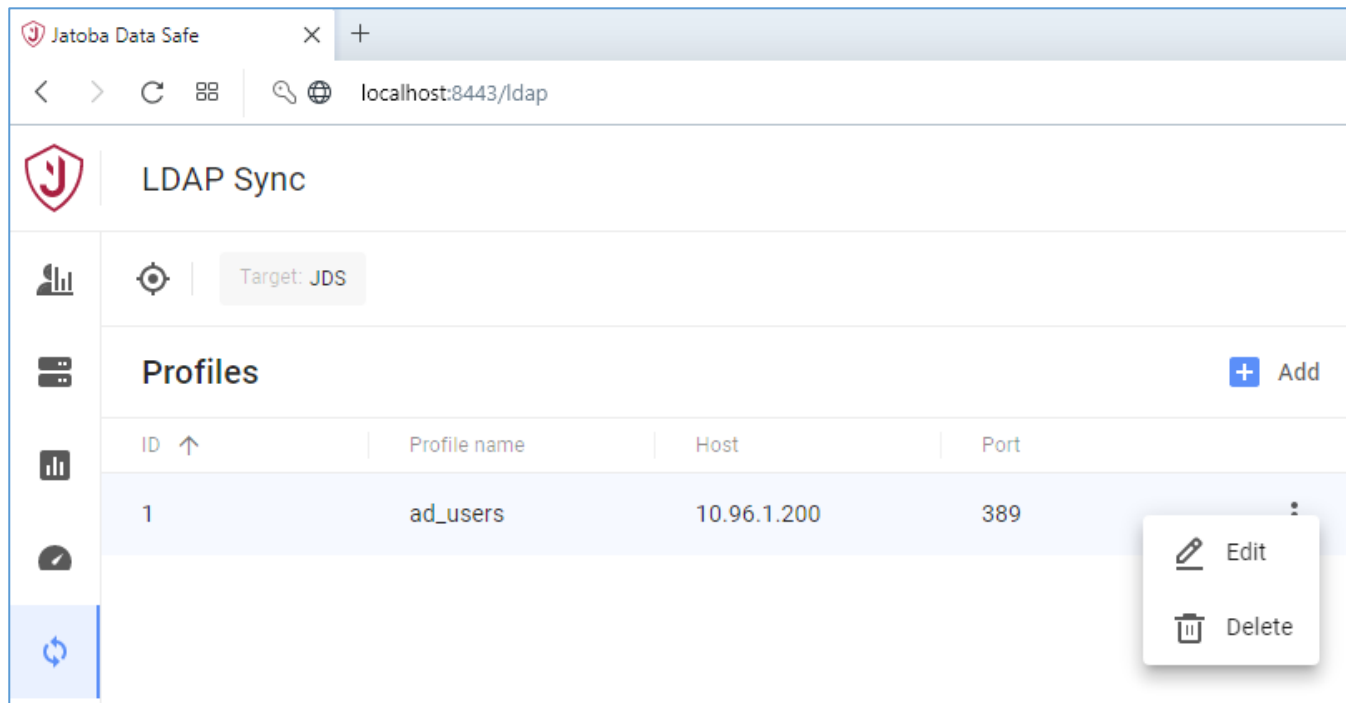 Jatoba Data Safe
localhost:8443/ldap
LDAP Sync
Target: JDS
Profiles Add
ID Profile name Host Port
1 ad_users 10.96.1.200 389
Edit
Delete